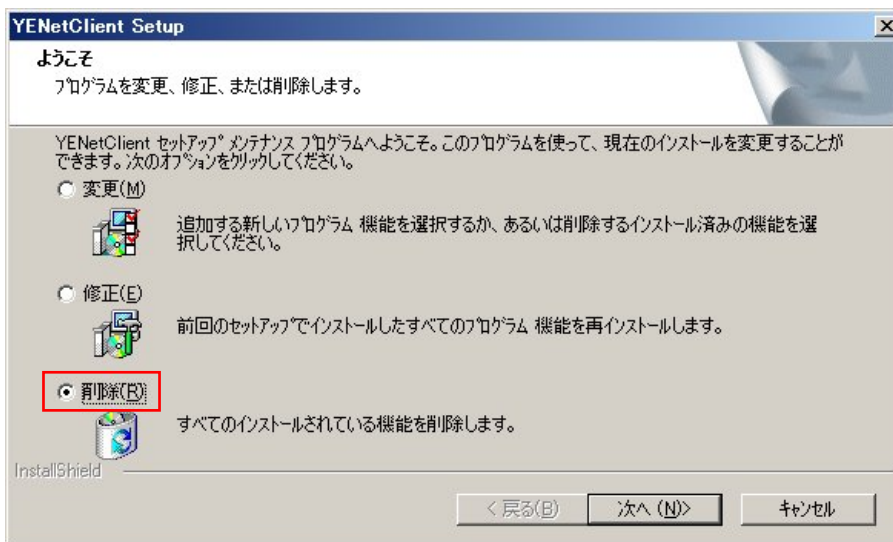 YENetClient Setup
ようこそ
プログラムを変更、修正、または削除します。
YENetClient セットアップ メンテナンス プログラムへようこそ。このプログラムを使って、現在のインストールを変更することが
できます。次のオプションをクリックしてください。
変更(M)
追加する新しいプログラム 機能を選択するか、あるいは削除するインストール済みの機能を選
択してください。
修正(E)
前回のセットアップでインストールしたすべてのプログラム 機能を再インストールします。
削除(R)
すべてのインストールされている機能を削除します。
InstallShield
< 戻る(B)
次へ (N)>
キャンセル